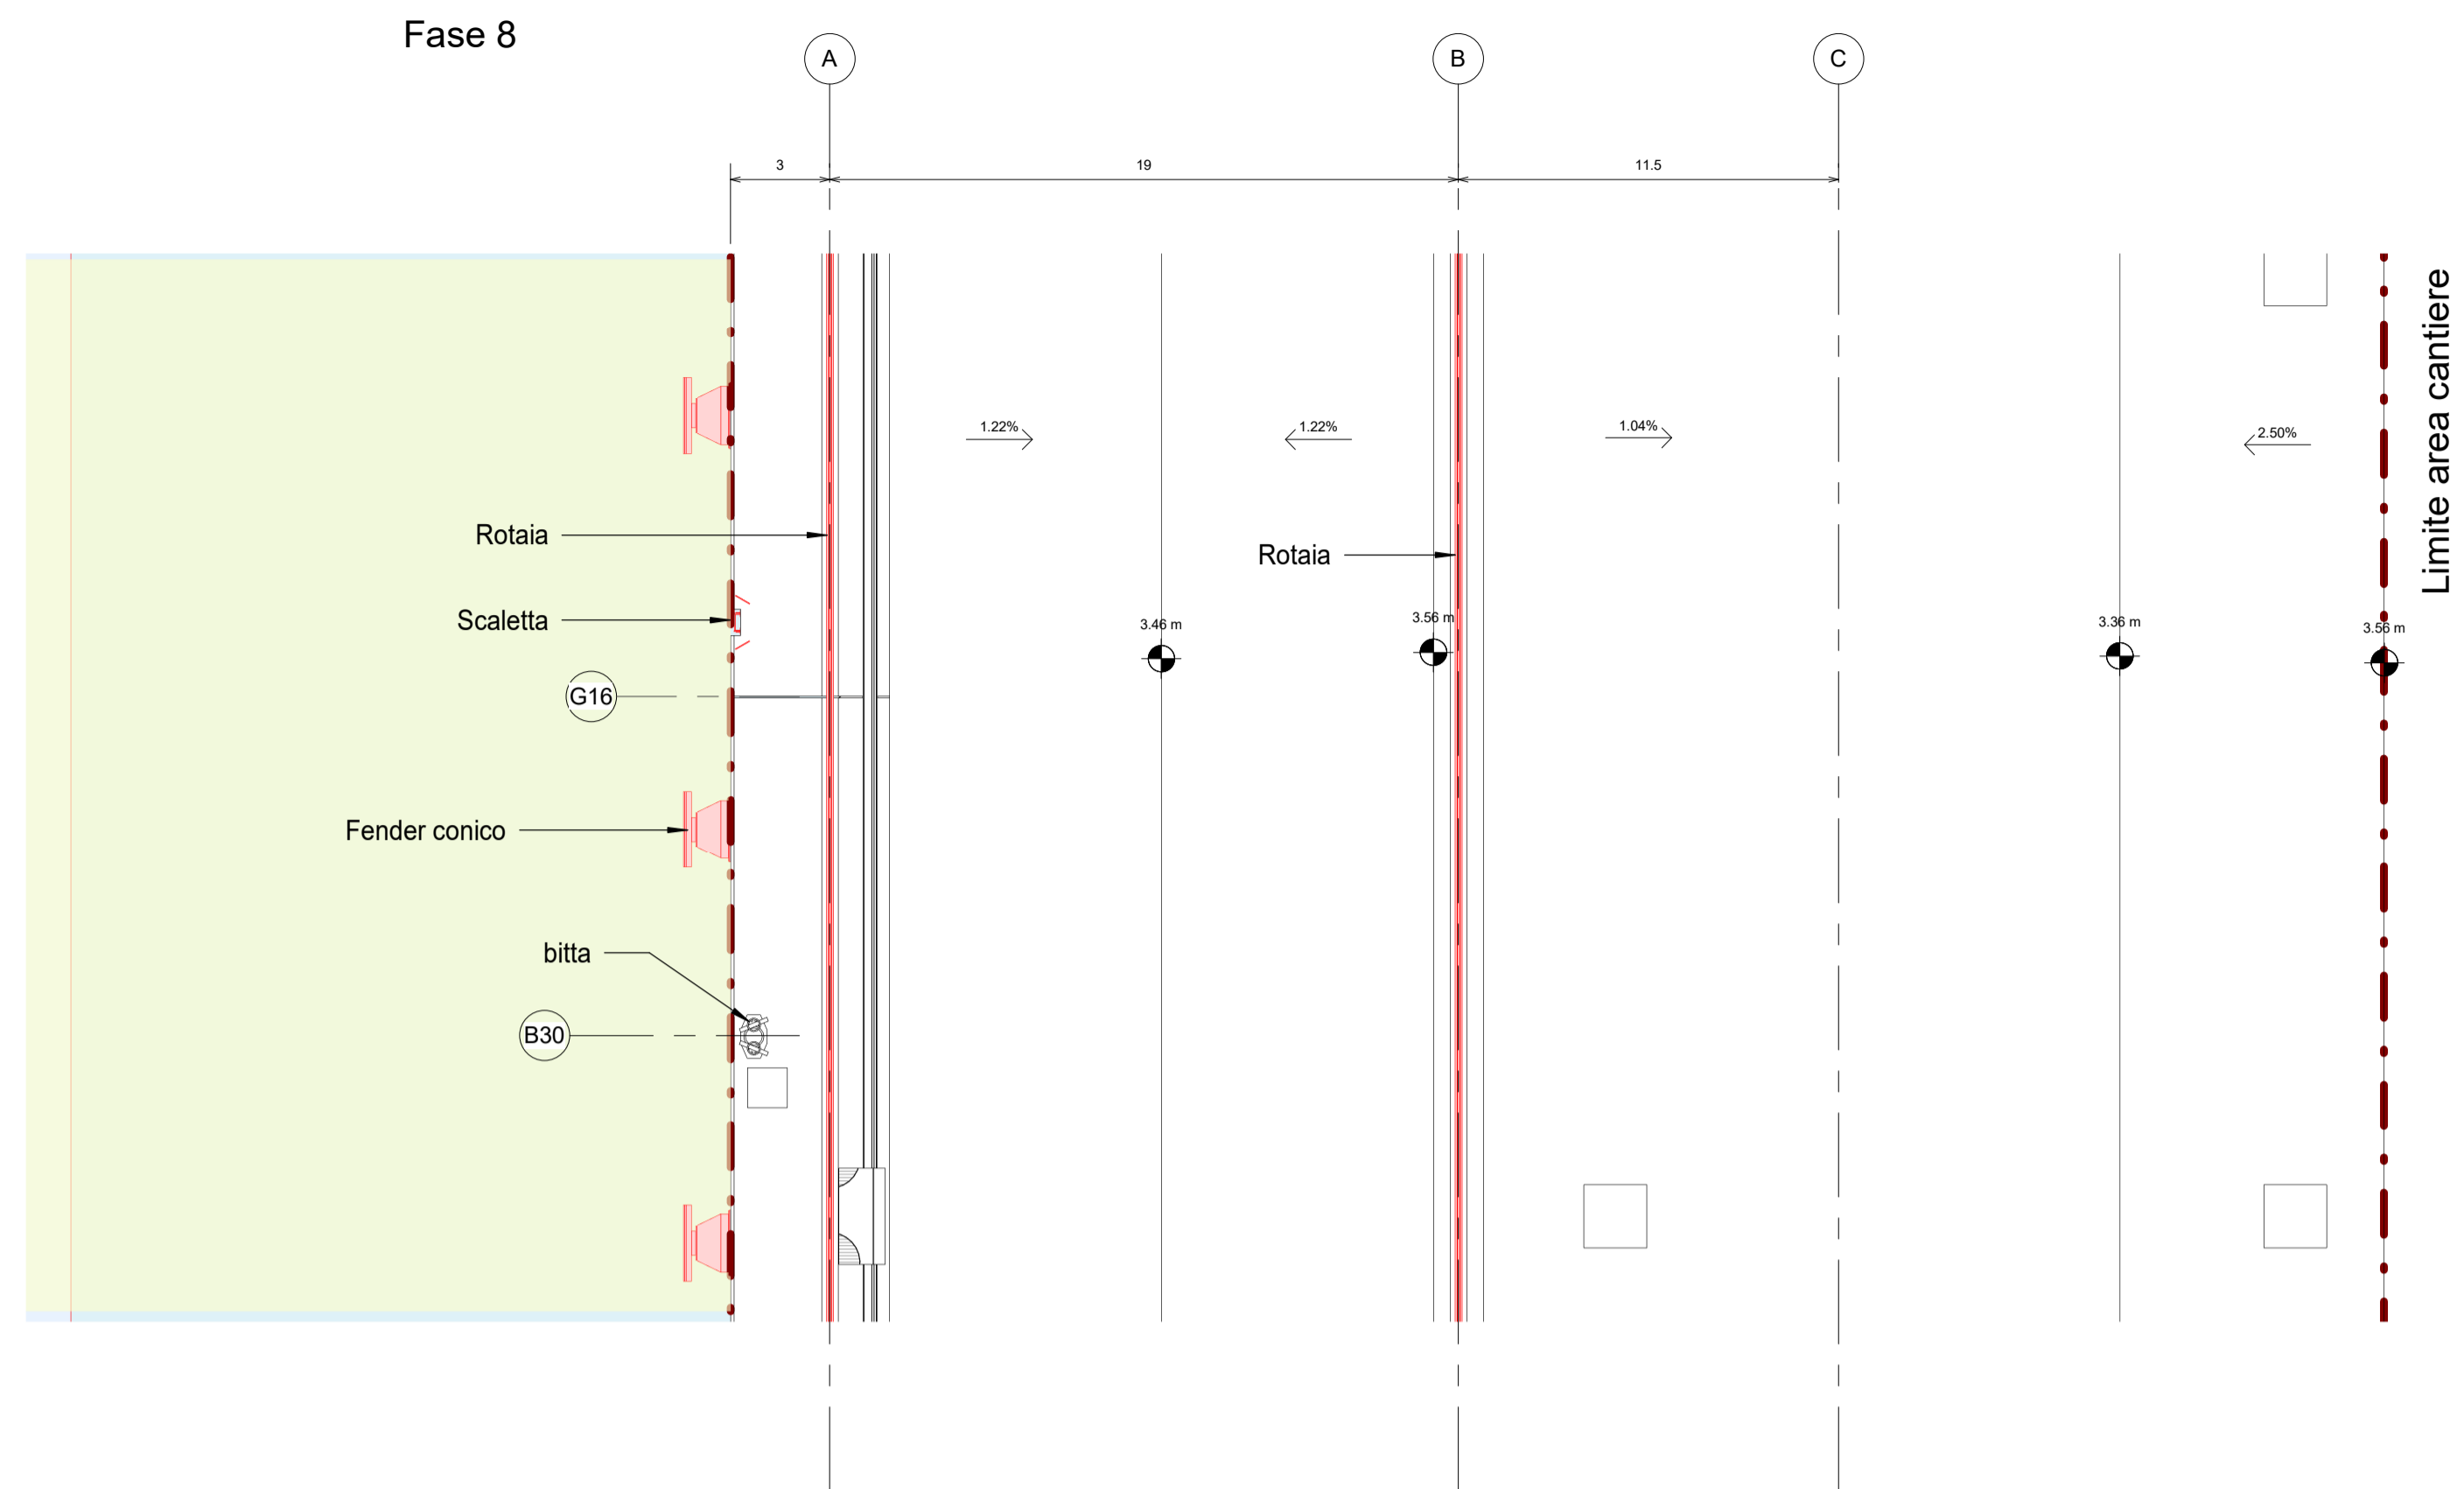 Fase 8
A
B
C
3
19
11.5
Limite area cantiere
1.22%
1.22%
1.04%
2.50%
Rotaia
Rotaia
Scaletta
3.46 m
3.56 m
3.36 m
3.56 m
G16
Fender conico
bitta
B30